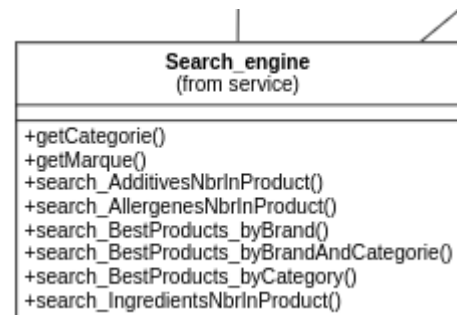 Search_engine
(from service)
+getCategorie()
+getMarque()
+search_AdditivesNbrInProduct()
+search_AllergenesNbrInProduct()
+search_BestProducts_byBrand()
+search_BestProducts_byBrandAndCategorie()
+search_BestProducts_byCategory()
+search_IngredientsNbrInProduct()